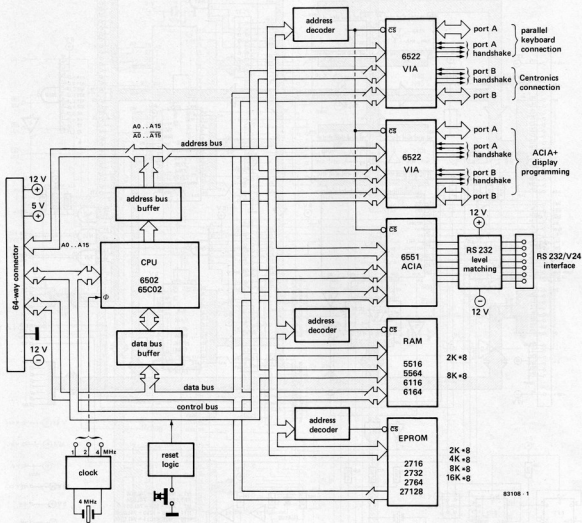 address
decoder
CS
6522
VIA
port A
port A
handshake
parallel
keyboard
connection
port B
handshake
port B
Centronics
connection
A0 . . A15
A0 . . A15
address bus
CS
6522
VIA
port A
port A
handshake
port B
handshake
port B
ACIA+
display
programming
64-way connector
12 V
+
5 V
+
A0 . . A15
12 V
−
address bus
buffer
CPU
6502
65C02
Φ
data bus
buffer
data bus
control bus
CS
6551
ACIA
12 V
+
RS 232
level
matching
−
12 V
RS 232/V24
interface
address
decoder
CS
RAM
5516
5564
6116
6164
2K*8
8K*8
address
decoder
CS
EPROM
2716
2732
2764
27128
2K*8
4K*8
8K*8
16K*8
1 2 4 MHz
clock
4 MHz
reset
logic
83108 - 1